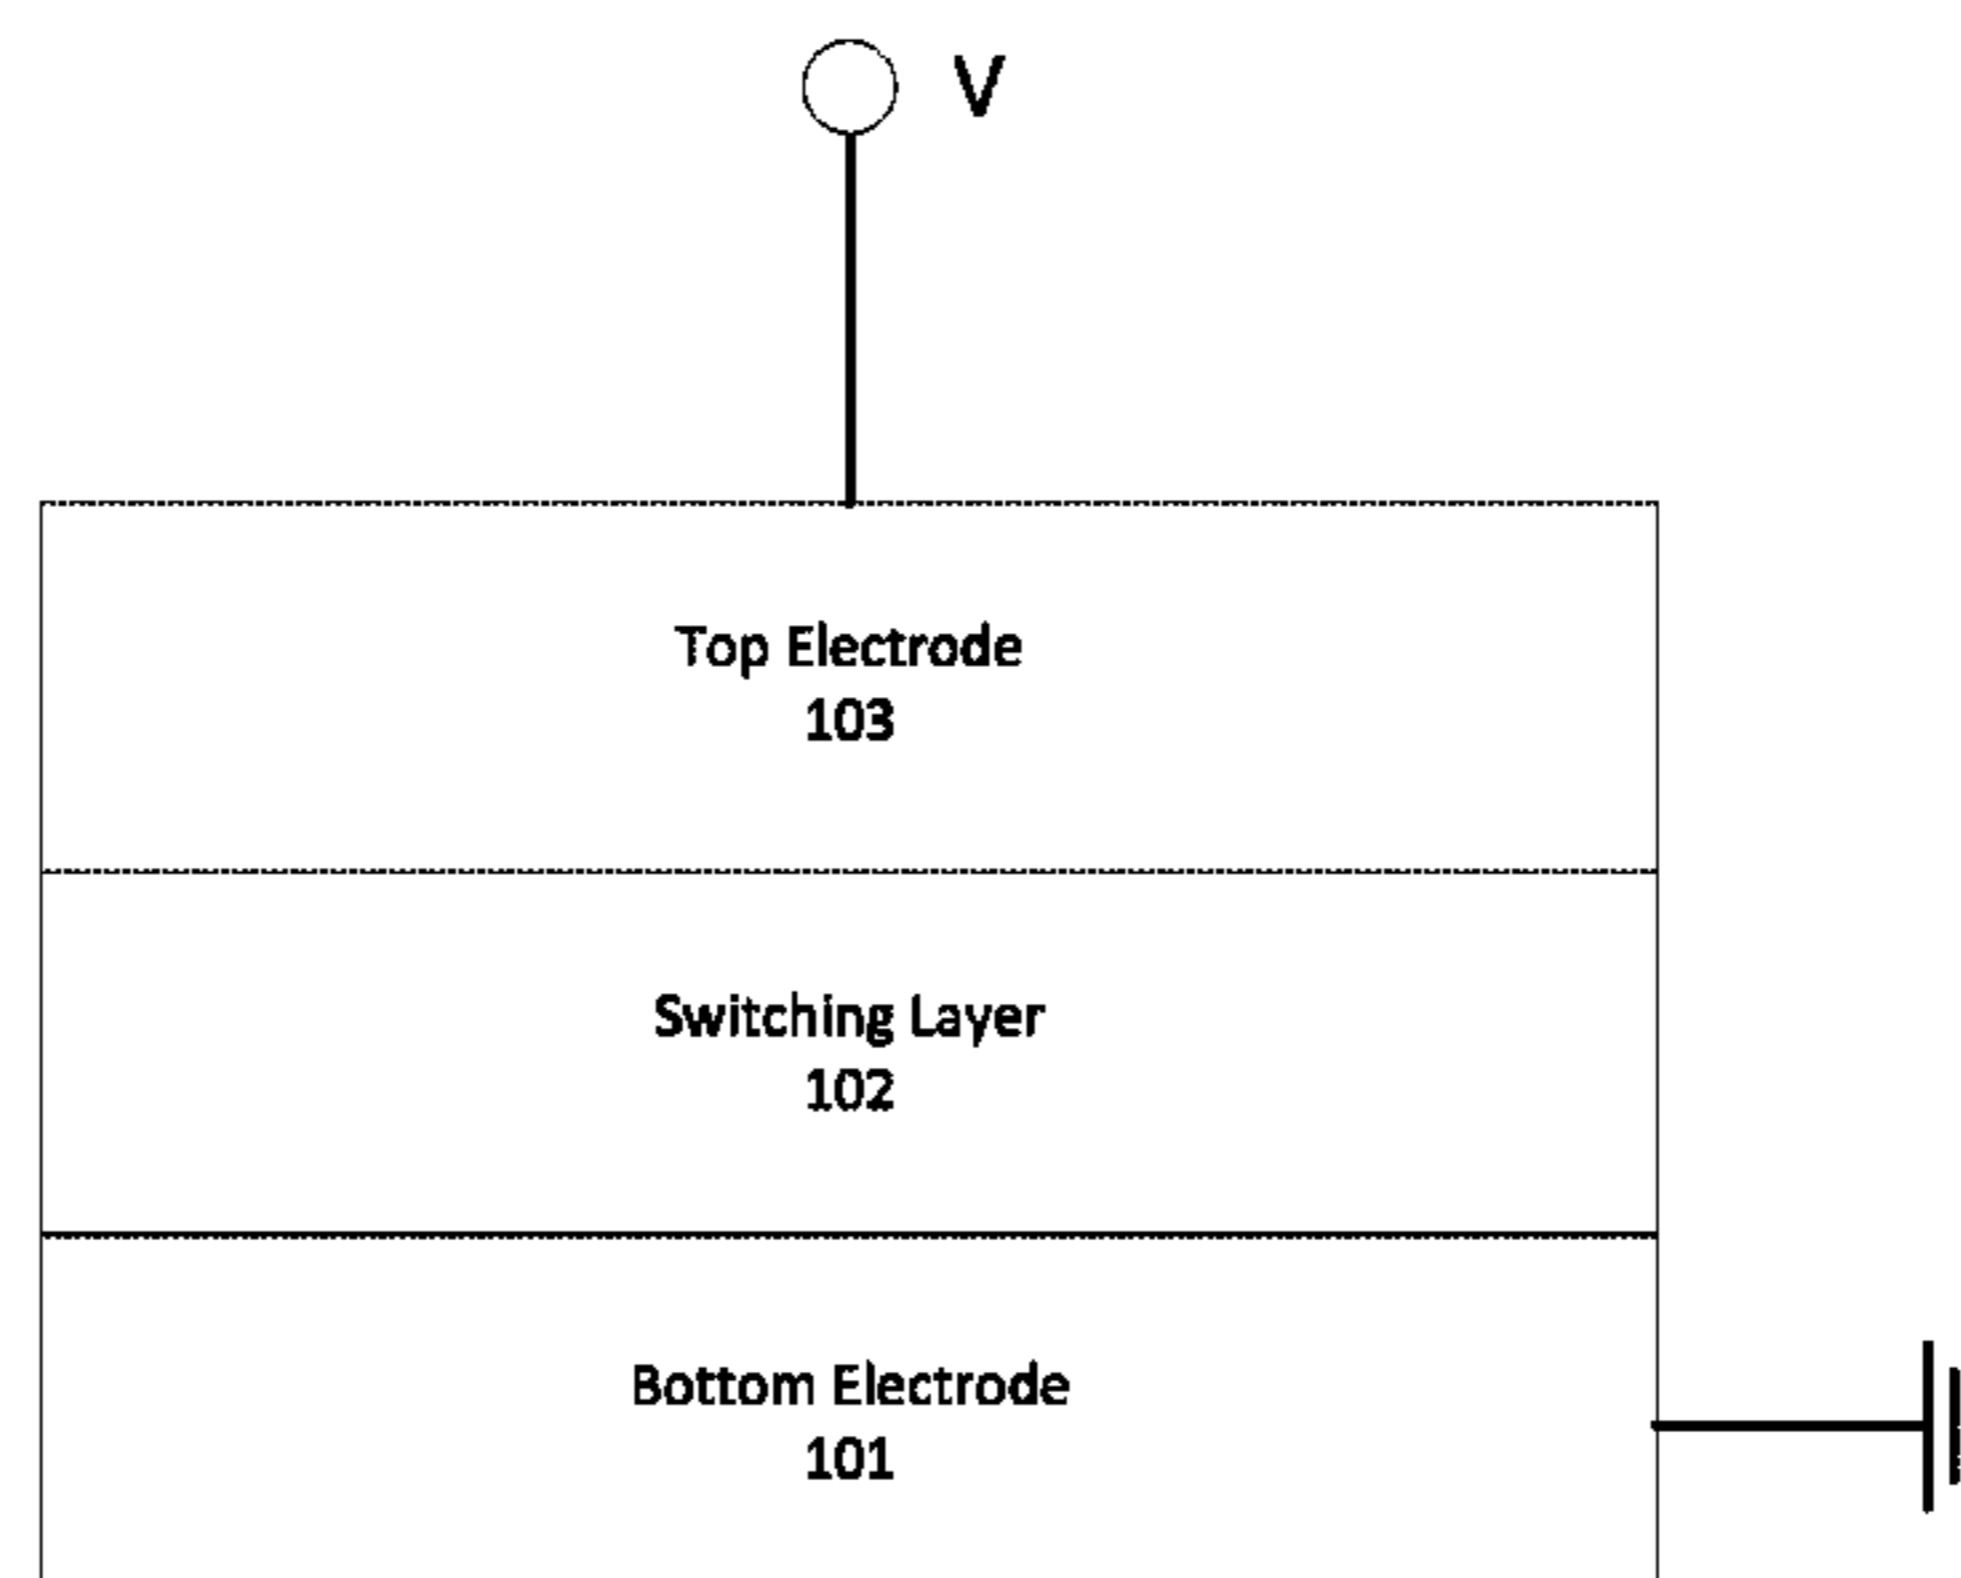 V
Top Electrode
103
Switching Layer
102
Bottom Electrode
101